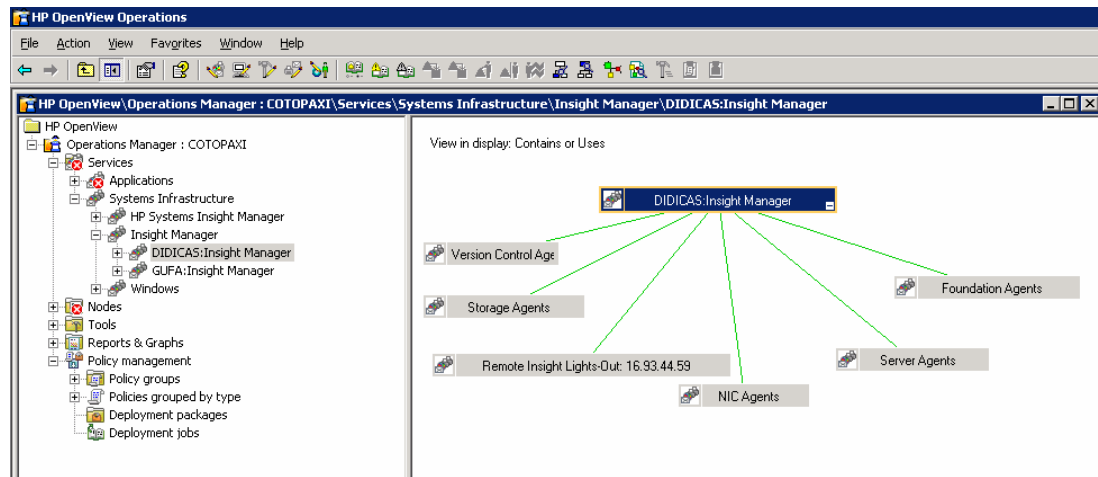 HP OpenView Operations
File Action View Favorites Window Help
HP OpenView\Operations Manager : COTOPAXI\Services\Systems Infrastructure\Insight Manager\DIDICAS:Insight Manager
HP OpenView
Operations Manager : COTOPAXI
Services
Applications
Systems Infrastructure
HP Systems Insight Manager
Insight Manager
DIDICAS:Insight Manager
GUFA:Insight Manager
Windows
Nodes
Tools
Reports & Graphs
Policy management
Policy groups
Policies grouped by type
Deployment packages
Deployment jobs
View in display: Contains or Uses
DIDICAS:Insight Manager
Version Control Age
Foundation Agents
Storage Agents
Server Agents
Remote Insight Lights-Out: 16.93.44.59
NIC Agents